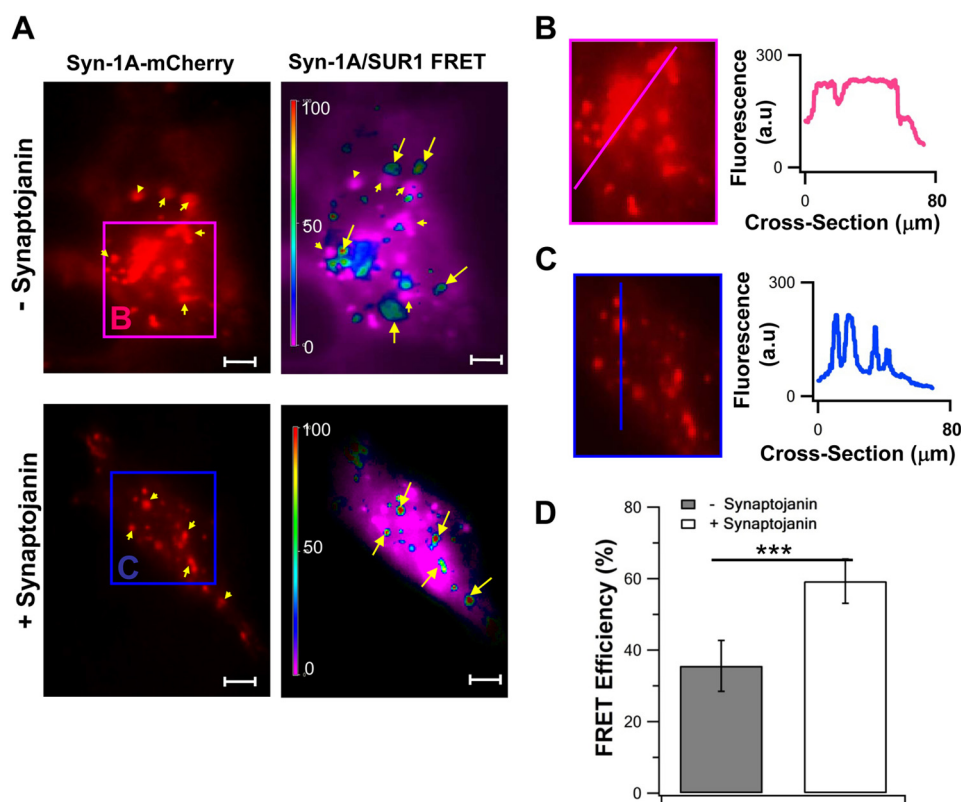 A
Syn-1A-mCherry
Syn-1A/SUR1 FRET
- Synaptojanin
B
100
50
0
+ Synaptojanin
C
100
50
0
B
Fluorescence
(a.u)
300
0
0
80
Cross-Section (μm)
C
Fluorescence
(a.u)
300
0
0
80
Cross-Section (μm)
D
- Synaptojanin
+ Synaptojanin
***
FRET Efficiency (%)
80
60
40
20
0